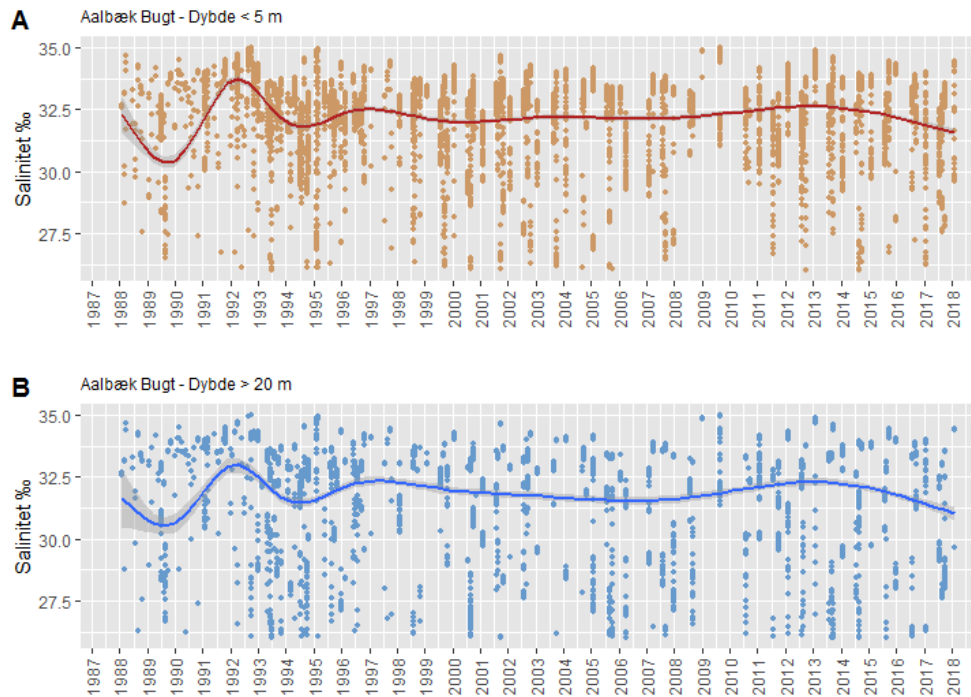 A
Aalbæk Bugt - Dybde < 5 m
Salinitet ‰
35.0
32.5
30.0
27.5
1987 1988 1989 1990 1991 1992 1993 1994 1995 1996 1997 1998 1999 2000 2001 2002 2003 2004 2005 2006 2007 2008 2009 2010 2011 2012 2013 2014 2015 2016 2017 2018
B
Aalbæk Bugt - Dybde > 20 m
Salinitet ‰
35.0
32.5
30.0
27.5
1987 1988 1989 1990 1991 1992 1993 1994 1995 1996 1997 1998 1999 2000 2001 2002 2003 2004 2005 2006 2007 2008 2009 2010 2011 2012 2013 2014 2015 2016 2017 2018